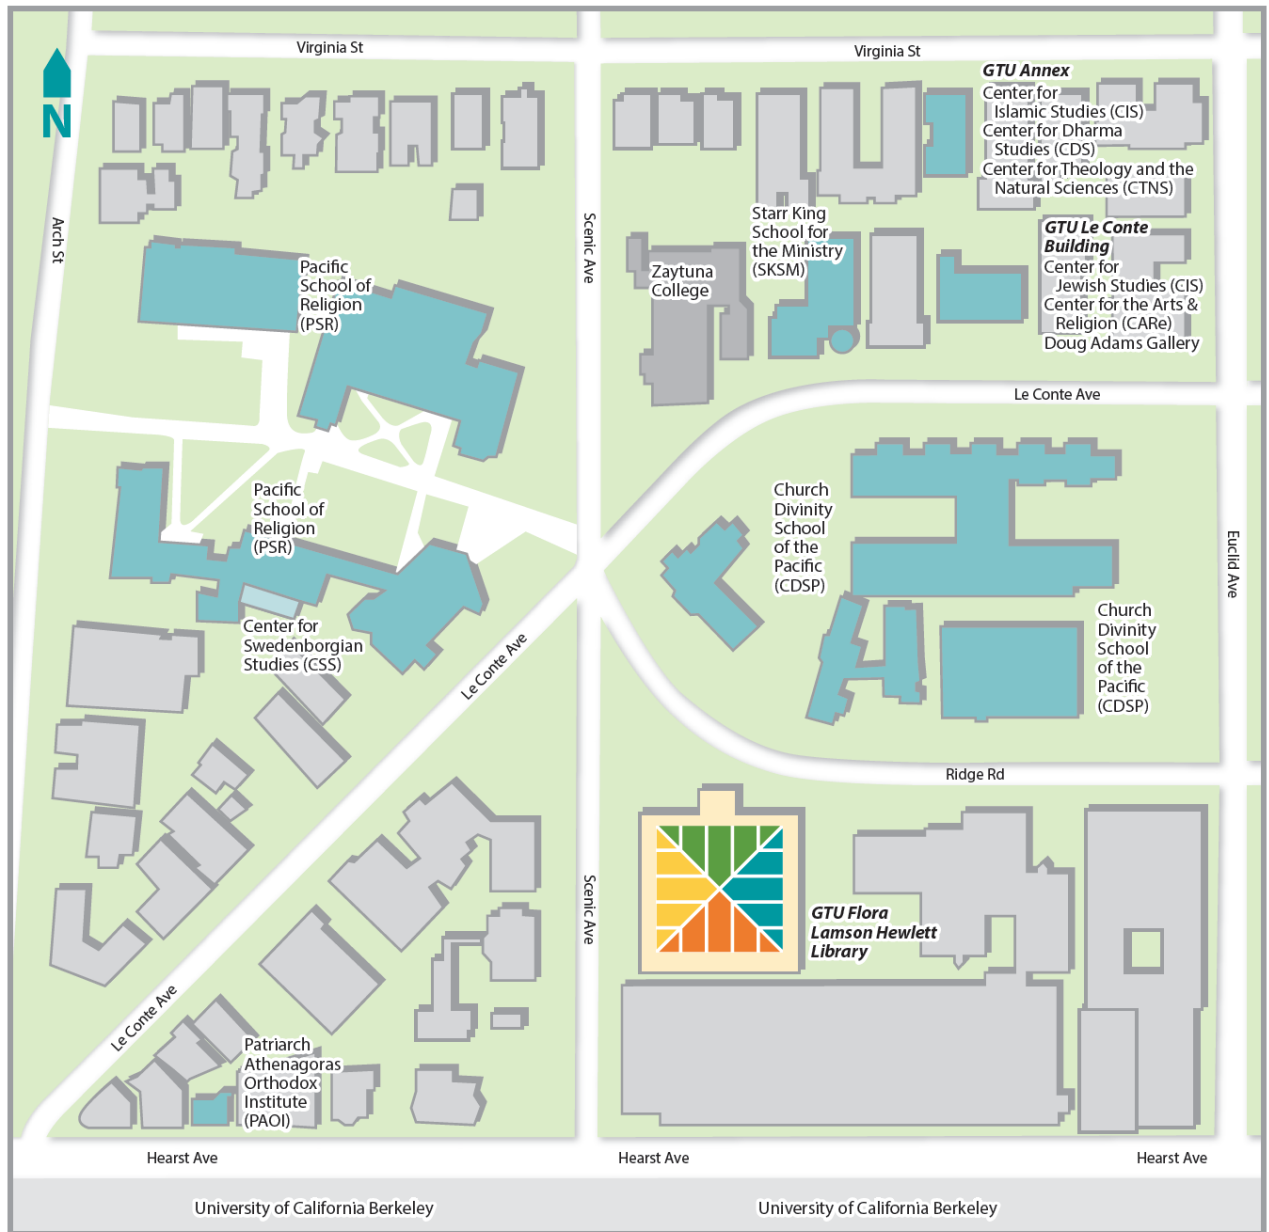 Virginia St
Virginia St
N
GTU Annex
Center for
Islamic Studies (CIS)
Center for Dharma
Studies (CDS)
Center for Theology and the
Natural Sciences (CTNS)
Arch St
Scenic Ave
Starr King
School for
the Ministry
(SKSM)
GTU Le Conte
Building
Center for
Jewish Studies (CIS)
Center for the Arts &
Religion (CARe)
Doug Adams Gallery
Zaytuna
College
Pacific
School of
Religion
(PSR)
Le Conte Ave
Pacific
School of
Religion
(PSR)
Church
Divinity
School
of the
Pacific
(CDSP)
Euclid Ave
Church
Divinity
School
of the
Pacific
(CDSP)
Center for
Swedenborgian
Studies (CSS)
Le Conte Ave
Ridge Rd
Scenic Ave
GTU Flora
Lamson Hewlett
Library
Le Conte Ave
Patriarch
Athenagoras
Orthodox
Institute
(PAOI)
Hearst Ave
Hearst Ave
Hearst Ave
University of California Berkeley
University of California Berkeley